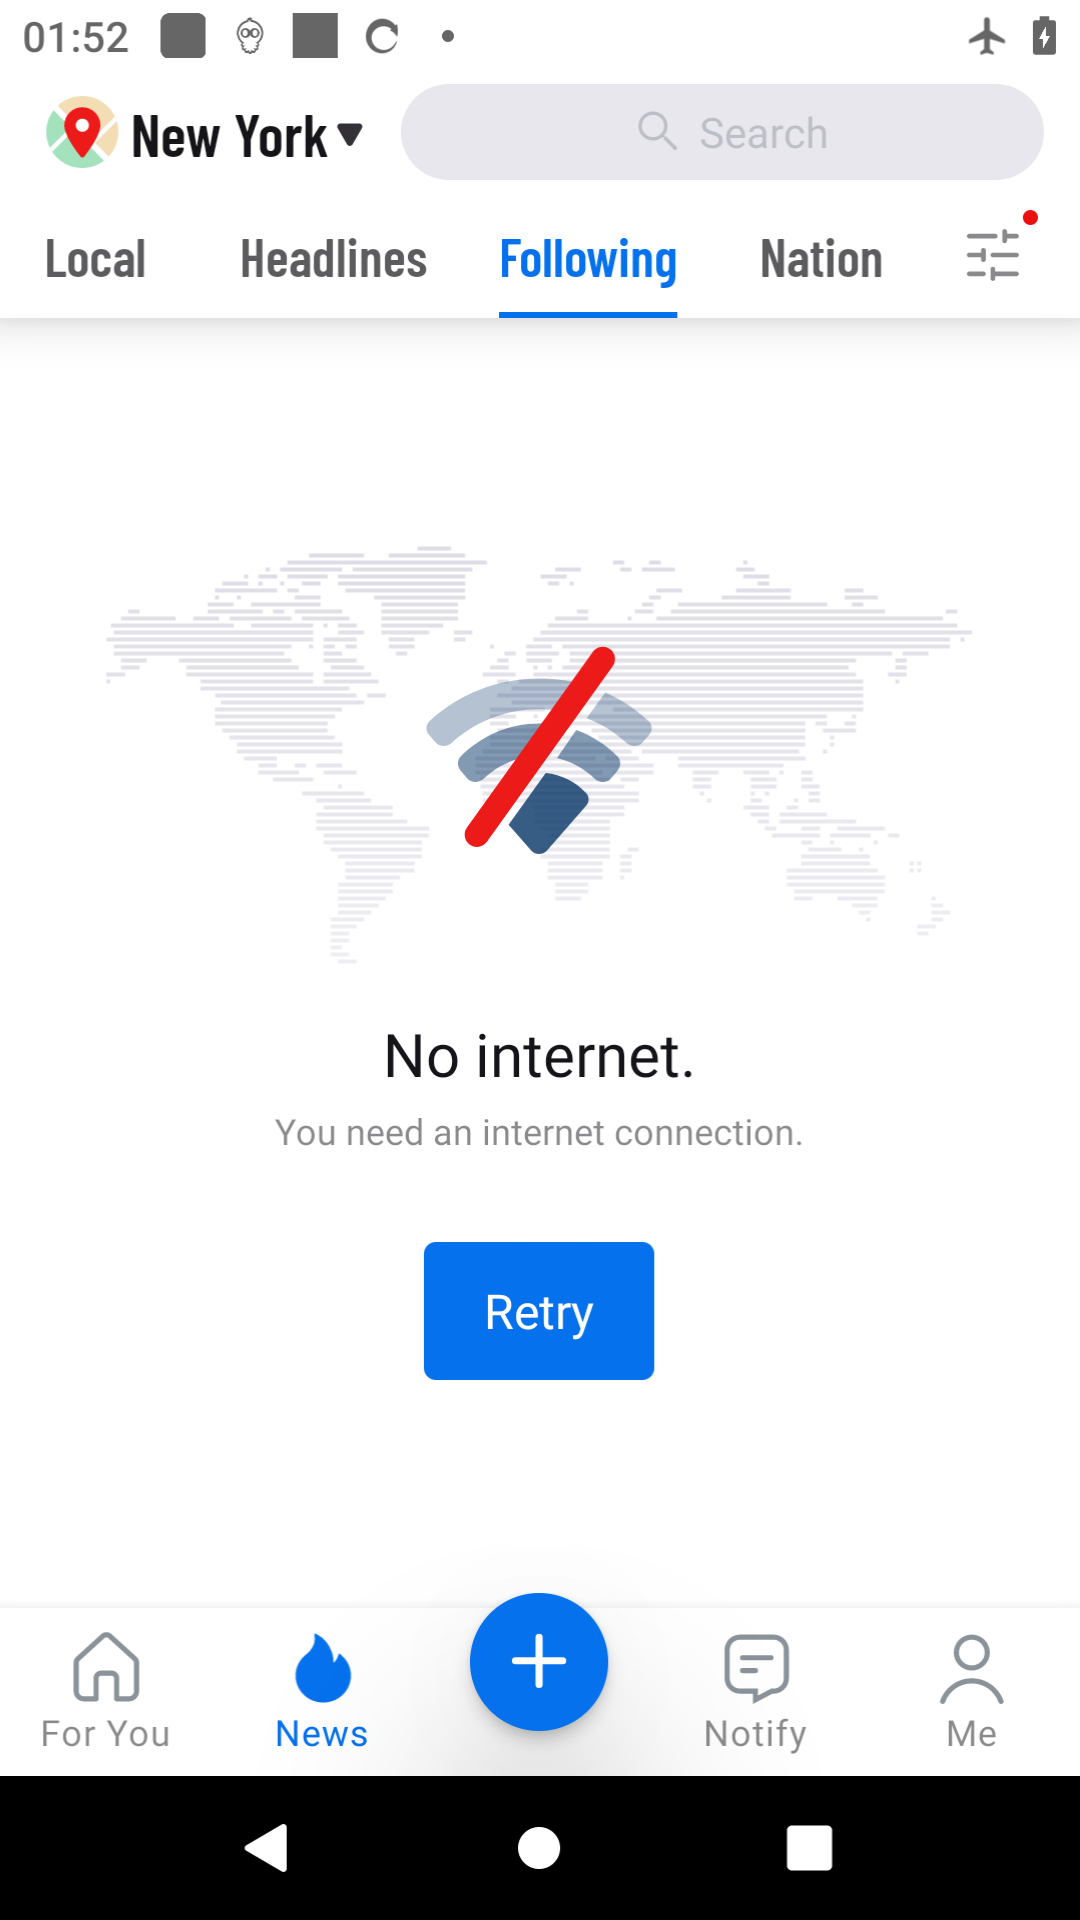 01:52
New York
Search
Local Headlines Following Nation
No internet.
You need an internet connection.
Retry
For You News Notify Me